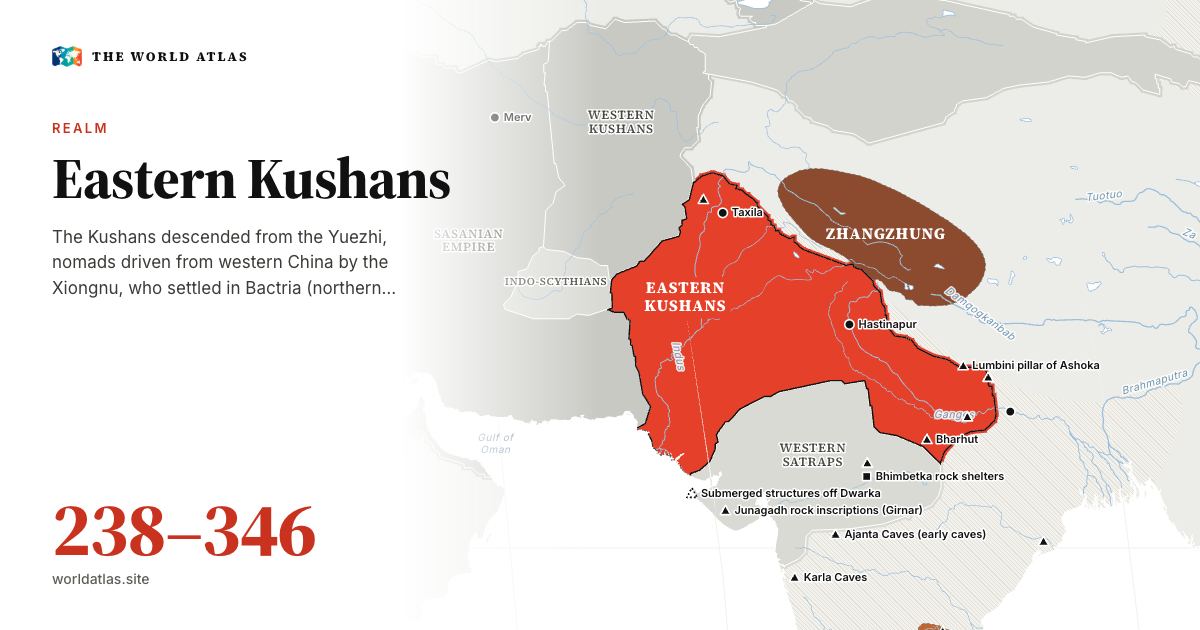 THE WORLD ATLAS
REALM
Eastern Kushans
The Kushans descended from the Yuezhi,
nomads driven from western China by the
Xiongnu, who settled in Bactria (northern...
238–346
worldatlas.site
Merv
WESTERN
KUSHANS
SASANIAN
EMPIRE
INDO-SCYTHIANS
Taxila
ZHANGZHUNG
Tuotuo
Za
EASTERN
KUSHANS
Damqogkanbab
Hastinapur
Indus
Lumbini pillar of Ashoka
Brahmaputra
Ganges
Bharhut
Gulf of
Oman
WESTERN
SATRAPS
Bhimbetka rock shelters
Submerged structures off Dwarka
Junagadh rock inscriptions (Girnar)
Ajanta Caves (early caves)
Karla Caves